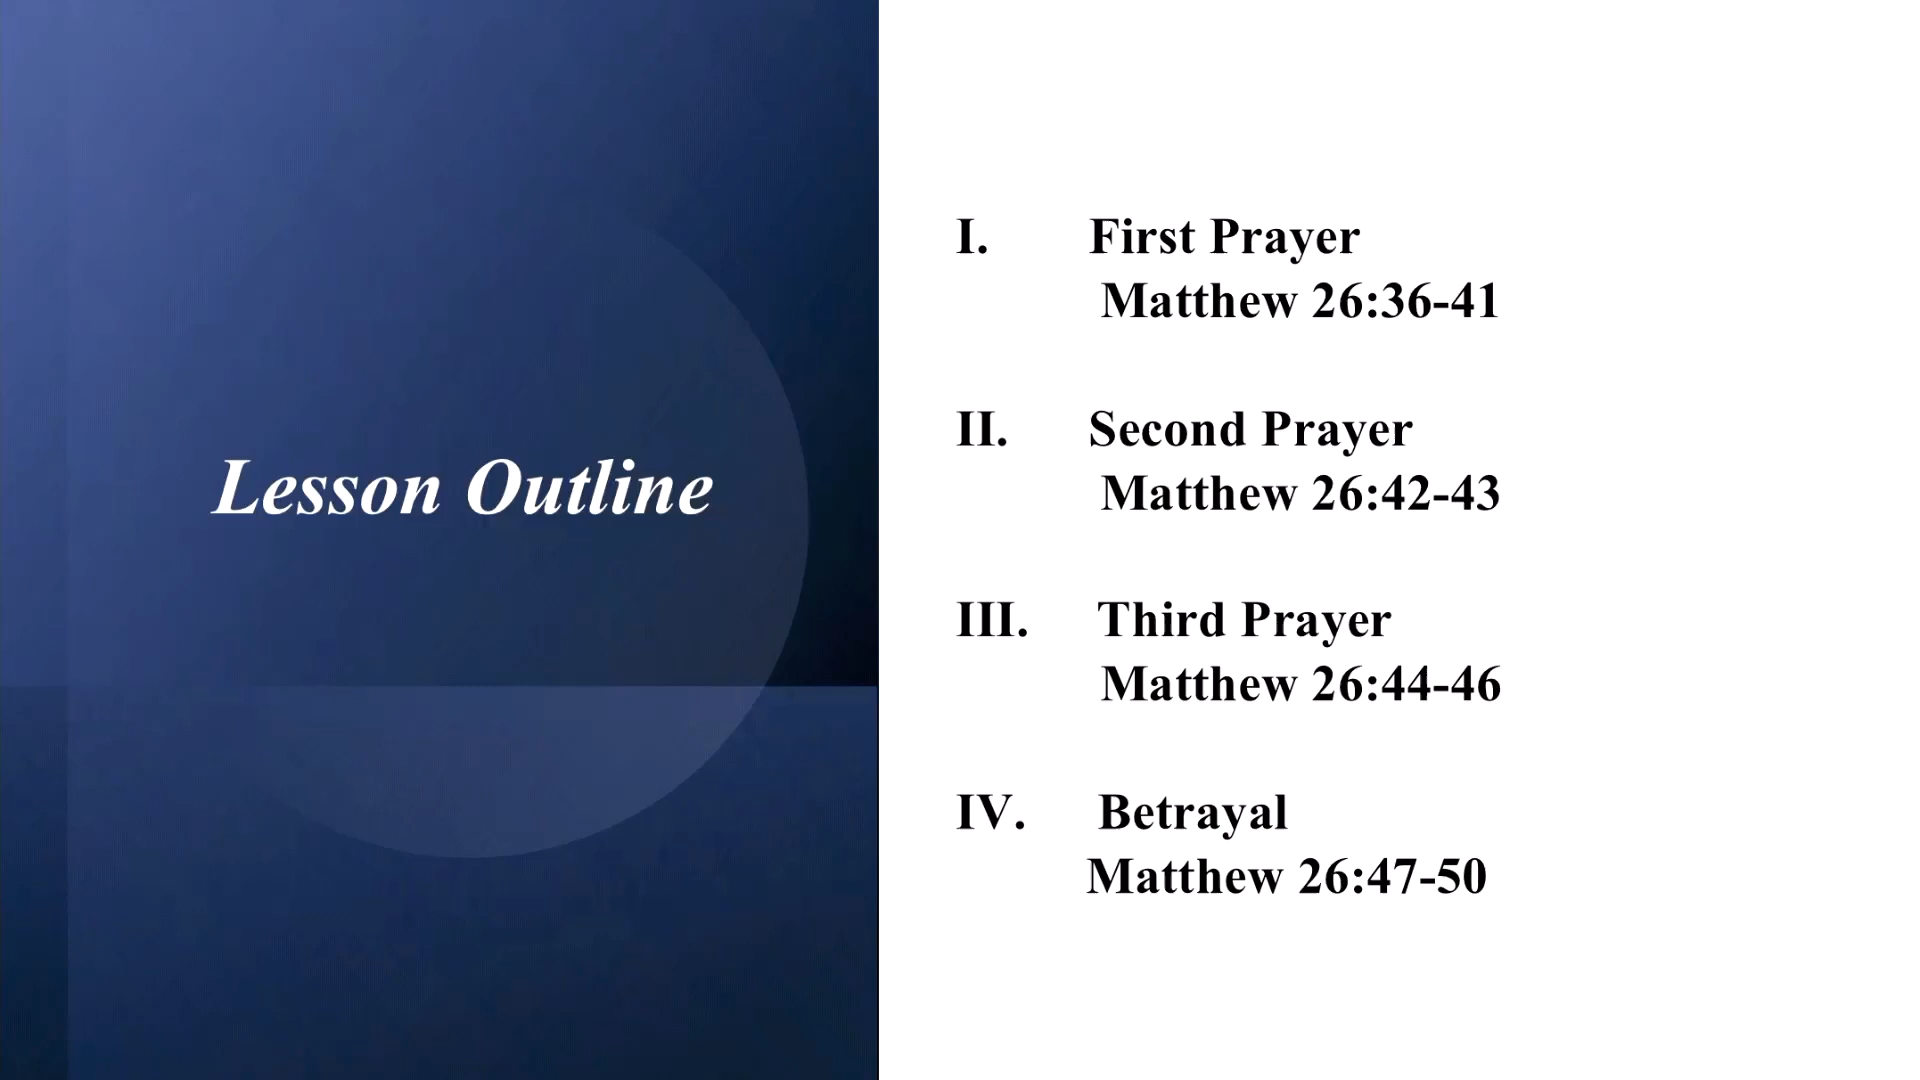 Lesson Outline
I. First Prayer
Matthew 26:36-41
II. Second Prayer
Matthew 26:42-43
III. Third Prayer
Matthew 26:44-46
IV. Betrayal
Matthew 26:47-50